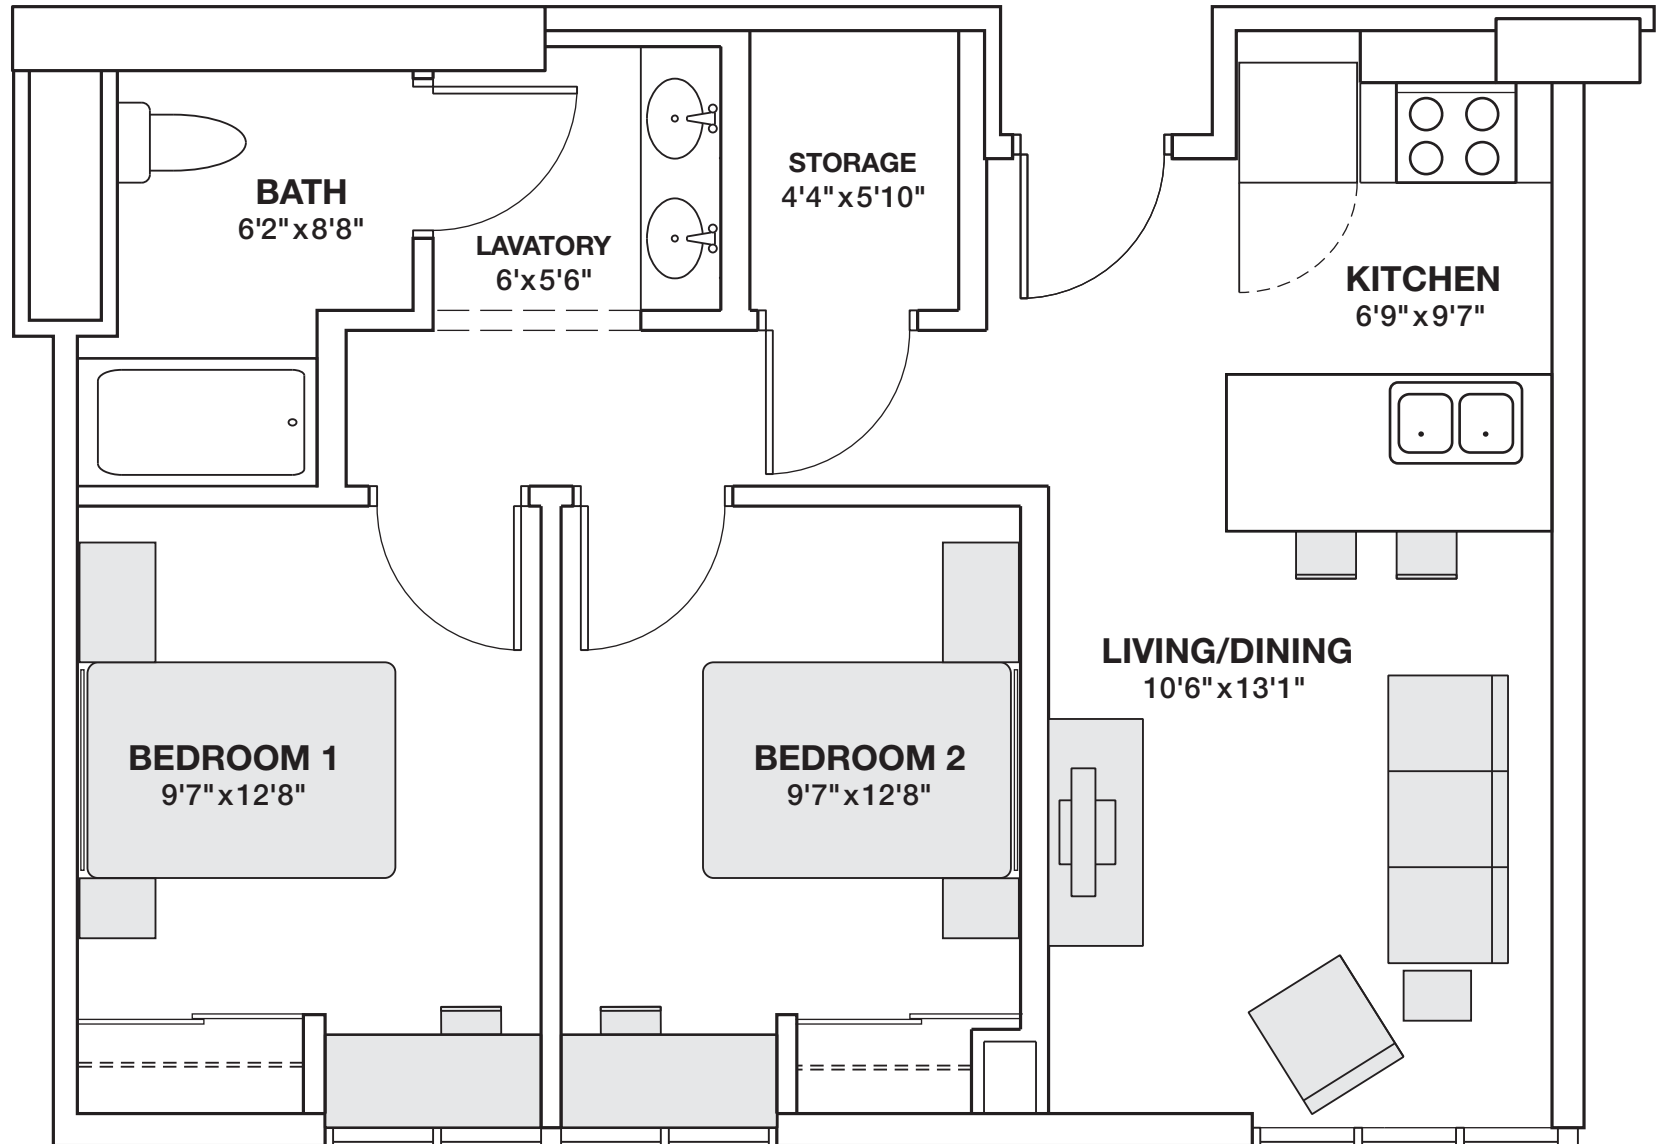 BATH
6'2"x8'8"
LAVATORY
6'x5'6"
STORAGE
4'4"x5'10"
KITCHEN
6'9"x9'7"
LIVING/DINING
10'6"x13'1"
BEDROOM 1
9'7"x12'8"
BEDROOM 2
9'7"x12'8"